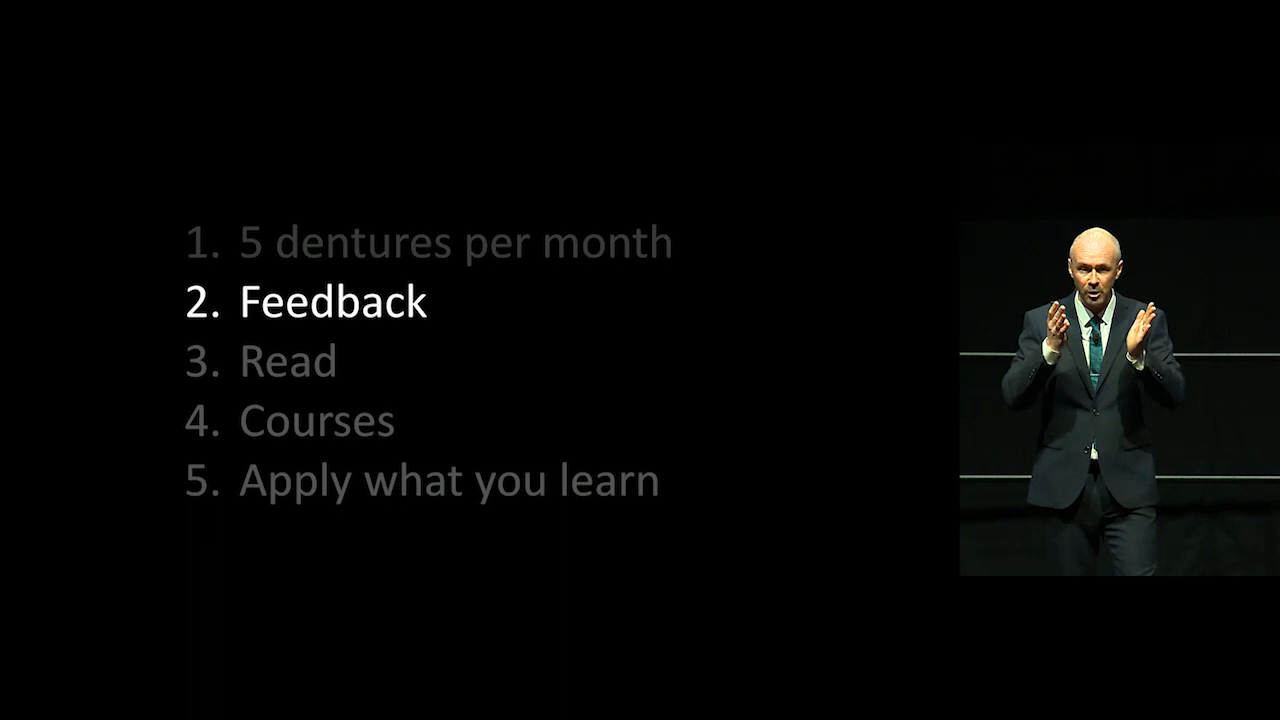 1. 5 dentures per month
2. Feedback
3. Read
4. Courses
5. Apply what you learn